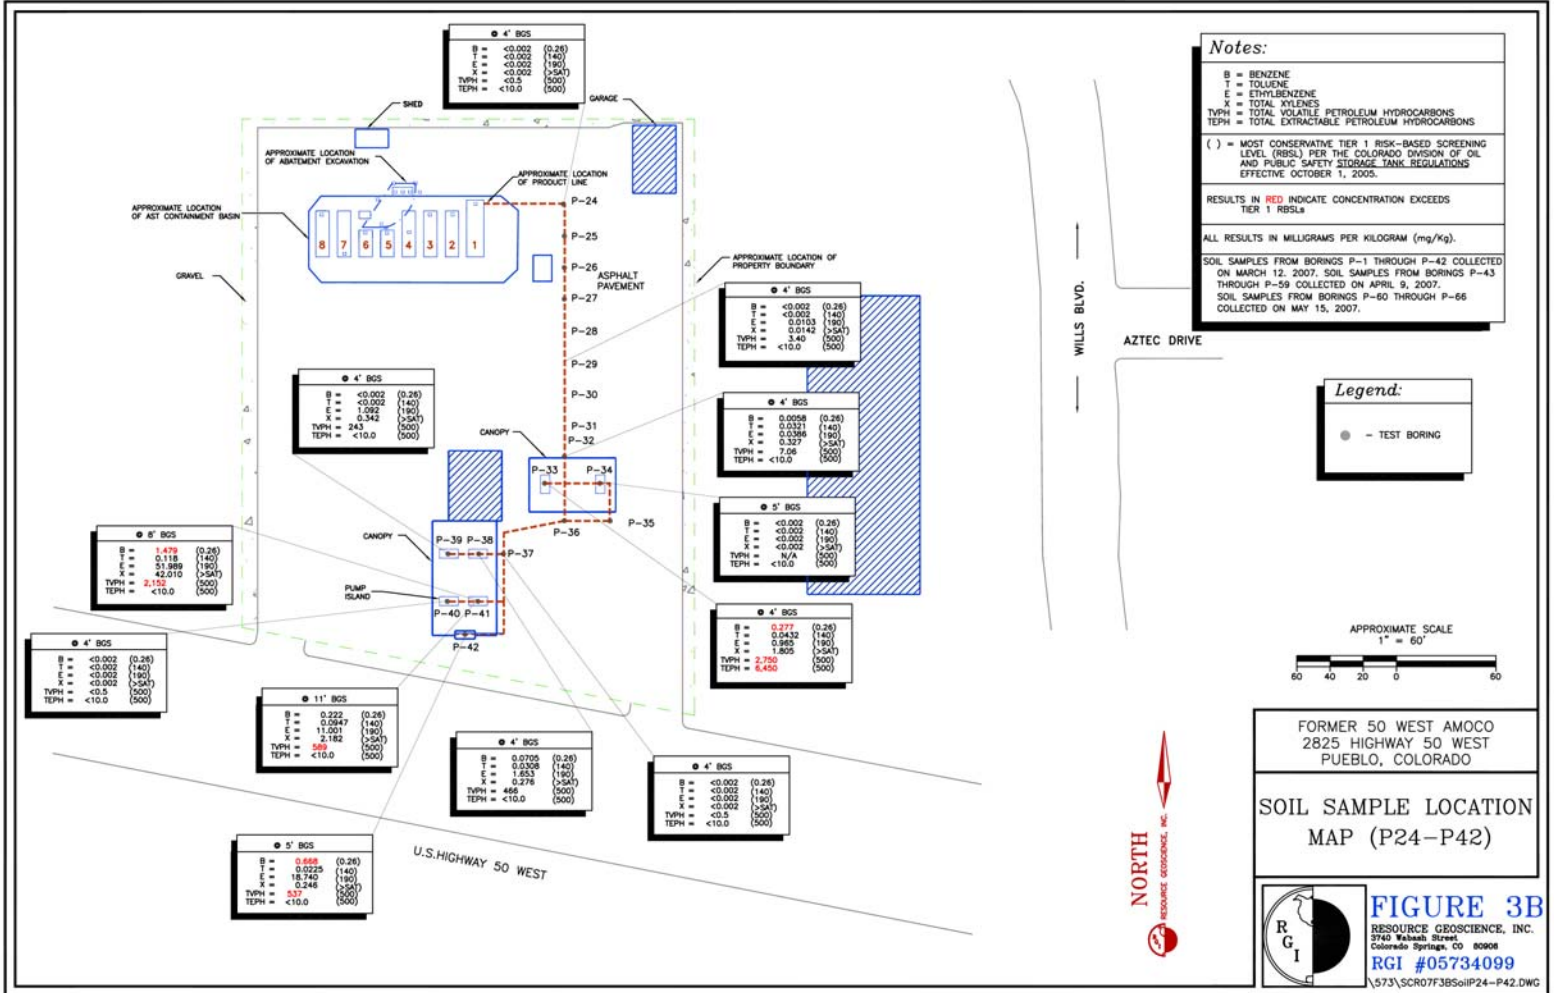 @ 4' BGS
B = <0.002 (0.26)
T = <0.002 (140)
E = <0.002 (190)
X = <0.002 (>SAT)
TVPH = <0.5 (500)
TEPH = <10.0 (500)
SHED
GARAGE
APPROXIMATE LOCATION
OF ABATEMENT EXCAVATION
APPROXIMATE LOCATION
OF PRODUCT LINE
APPROXIMATE LOCATION
OF AST CONTAINMENT BASIN
8 7 6 5 4 3 2 1
GRAVEL
P-24
P-25
P-26
ASPHALT
PAVEMENT
P-27
P-28
P-29
P-30
P-31
P-32
APPROXIMATE LOCATION OF
PROPERTY BOUNDARY
@ 4' BGS
B = <0.002 (0.26)
T = <0.002 (140)
E = 0.0103 (190)
X = 0.0142 (>SAT)
TVPH = 3.40 (500)
TEPH = <10.0 (500)
@ 4' BGS
B = <0.002 (0.26)
T = <0.002 (140)
E = 1.092 (190)
X = 0.342 (>SAT)
TVPH = 243 (500)
TEPH = <10.0 (500)
@ 4' BGS
B = 0.0058 (0.26)
T = 0.0321 (140)
E = 0.0386 (190)
X = 0.327 (>SAT)
TVPH = 7.06 (500)
TEPH = <10.0 (500)
CANOPY
P-33 P-34
P-35
P-36
@ 5' BGS
B = <0.002 (0.26)
T = <0.002 (140)
E = <0.002 (190)
X = <0.002 (>SAT)
TVPH = N/A (500)
TEPH = <10.0 (500)
CANOPY
P-39 P-38
P-37
PUMP
ISLAND
P-40 P-41
P-42
@ 6' BGS
B = 1.479 (0.26)
T = 0.118 (140)
E = 51.989 (190)
X = 42.010 (>SAT)
TVPH = 2,152 (500)
TEPH = <10.0 (500)
@ 4' BGS
B = 0.277 (0.26)
T = 0.0432 (140)
E = 0.965 (190)
X = 1.805 (>SAT)
TVPH = 2,750 (500)
TEPH = 6,450 (500)
@ 4' BGS
B = <0.002 (0.26)
T = <0.002 (140)
E = <0.002 (190)
X = <0.002 (>SAT)
TVPH = <0.5 (500)
TEPH = <10.0 (500)
@ 11' BGS
B = 0.222 (0.26)
T = 0.0947 (140)
E = 11.001 (190)
X = 2.182 (>SAT)
TVPH = 589 (500)
TEPH = <10.0 (500)
@ 4' BGS
B = 0.0705 (0.26)
T = 0.0308 (140)
E = 1.653 (190)
X = 0.276 (>SAT)
TVPH = 466 (500)
TEPH = <10.0 (500)
@ 4' BGS
B = <0.002 (0.26)
T = <0.002 (140)
E = <0.002 (190)
X = <0.002 (>SAT)
TVPH = <0.5 (500)
TEPH = <10.0 (500)
@ 5' BGS
B = 0.668 (0.26)
T = 0.0225 (140)
E = 18.740 (190)
X = 0.246 (>SAT)
TVPH = 537 (500)
TEPH = <10.0 (500)
U.S.HIGHWAY 50 WEST
WILLS BLVD.
AZTEC DRIVE
Notes:
B = BENZENE
T = TOLUENE
E = ETHYLBENZENE
X = TOTAL XYLENES
TVPH = TOTAL VOLATILE PETROLEUM HYDROCARBONS
TEPH = TOTAL EXTRACTABLE PETROLEUM HYDROCARBONS
( ) = MOST CONSERVATIVE TIER 1 RISK-BASED SCREENING
LEVEL (RBSL) PER THE COLORADO DIVISION OF OIL
AND PUBLIC SAFETY STORAGE TANK REGULATIONS
EFFECTIVE OCTOBER 1, 2005.
RESULTS IN RED INDICATE CONCENTRATION EXCEEDS
TIER 1 RBSLs
ALL RESULTS IN MILLIGRAMS PER KILOGRAM (mg/Kg).
SOIL SAMPLES FROM BORINGS P-1 THROUGH P-42 COLLECTED
ON MARCH 12. 2007. SOIL SAMPLES FROM BORINGS P-43
THROUGH P-59 COLLECTED ON APRIL 9, 2007.
SOIL SAMPLES FROM BORINGS P-60 THROUGH P-66
COLLECTED ON MAY 15, 2007.
Legend:
- TEST BORING
APPROXIMATE SCALE
1" = 60'
60 40 20 0 60
NORTH
RESOURCE GEOSCIENCE, INC.
FORMER 50 WEST AMOCO
2825 HIGHWAY 50 WEST
PUEBLO, COLORADO
SOIL SAMPLE LOCATION
MAP (P24-P42)
RGI
FIGURE 3B
RESOURCE GEOSCIENCE, INC.
3740 Wabash Street
Colorado Springs, CO 80906
RGI #05734099
\573\SCR07F3BSoilP24-P42.DWG